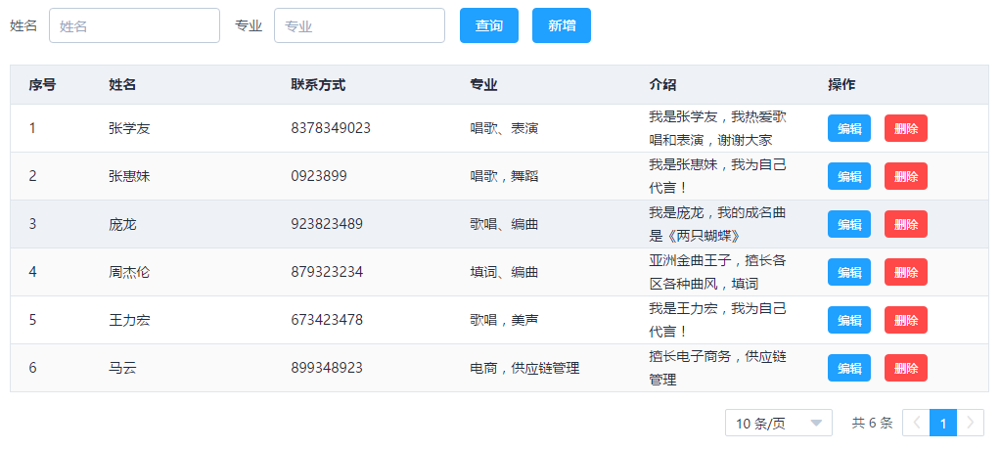 姓名 姓名 专业 专业 查询 新增
序号 姓名 联系方式 专业 介绍 操作
1 张学友 8378349023 唱歌、表演 我是张学友，我热爱歌 编辑 删除
唱和表演，谢谢大家
2 张惠妹 0923899 唱歌，舞蹈 我是张惠妹，我为自己 编辑 删除
代言！
3 庞龙 923823489 歌唱、编曲 我是庞龙，我的成名曲 编辑 删除
是《两只蝴蝶》
4 周杰伦 879323234 填词、编曲 亚洲金曲王子，擅长各 编辑 删除
区各种曲风，填词
5 王力宏 673423478 歌唱，美声 我是王力宏，我为自己 编辑 删除
代言！
6 马云 899348923 电商，供应链管理 擅长电子商务，供应链 编辑 删除
管理
10 条/页 共 6 条 1